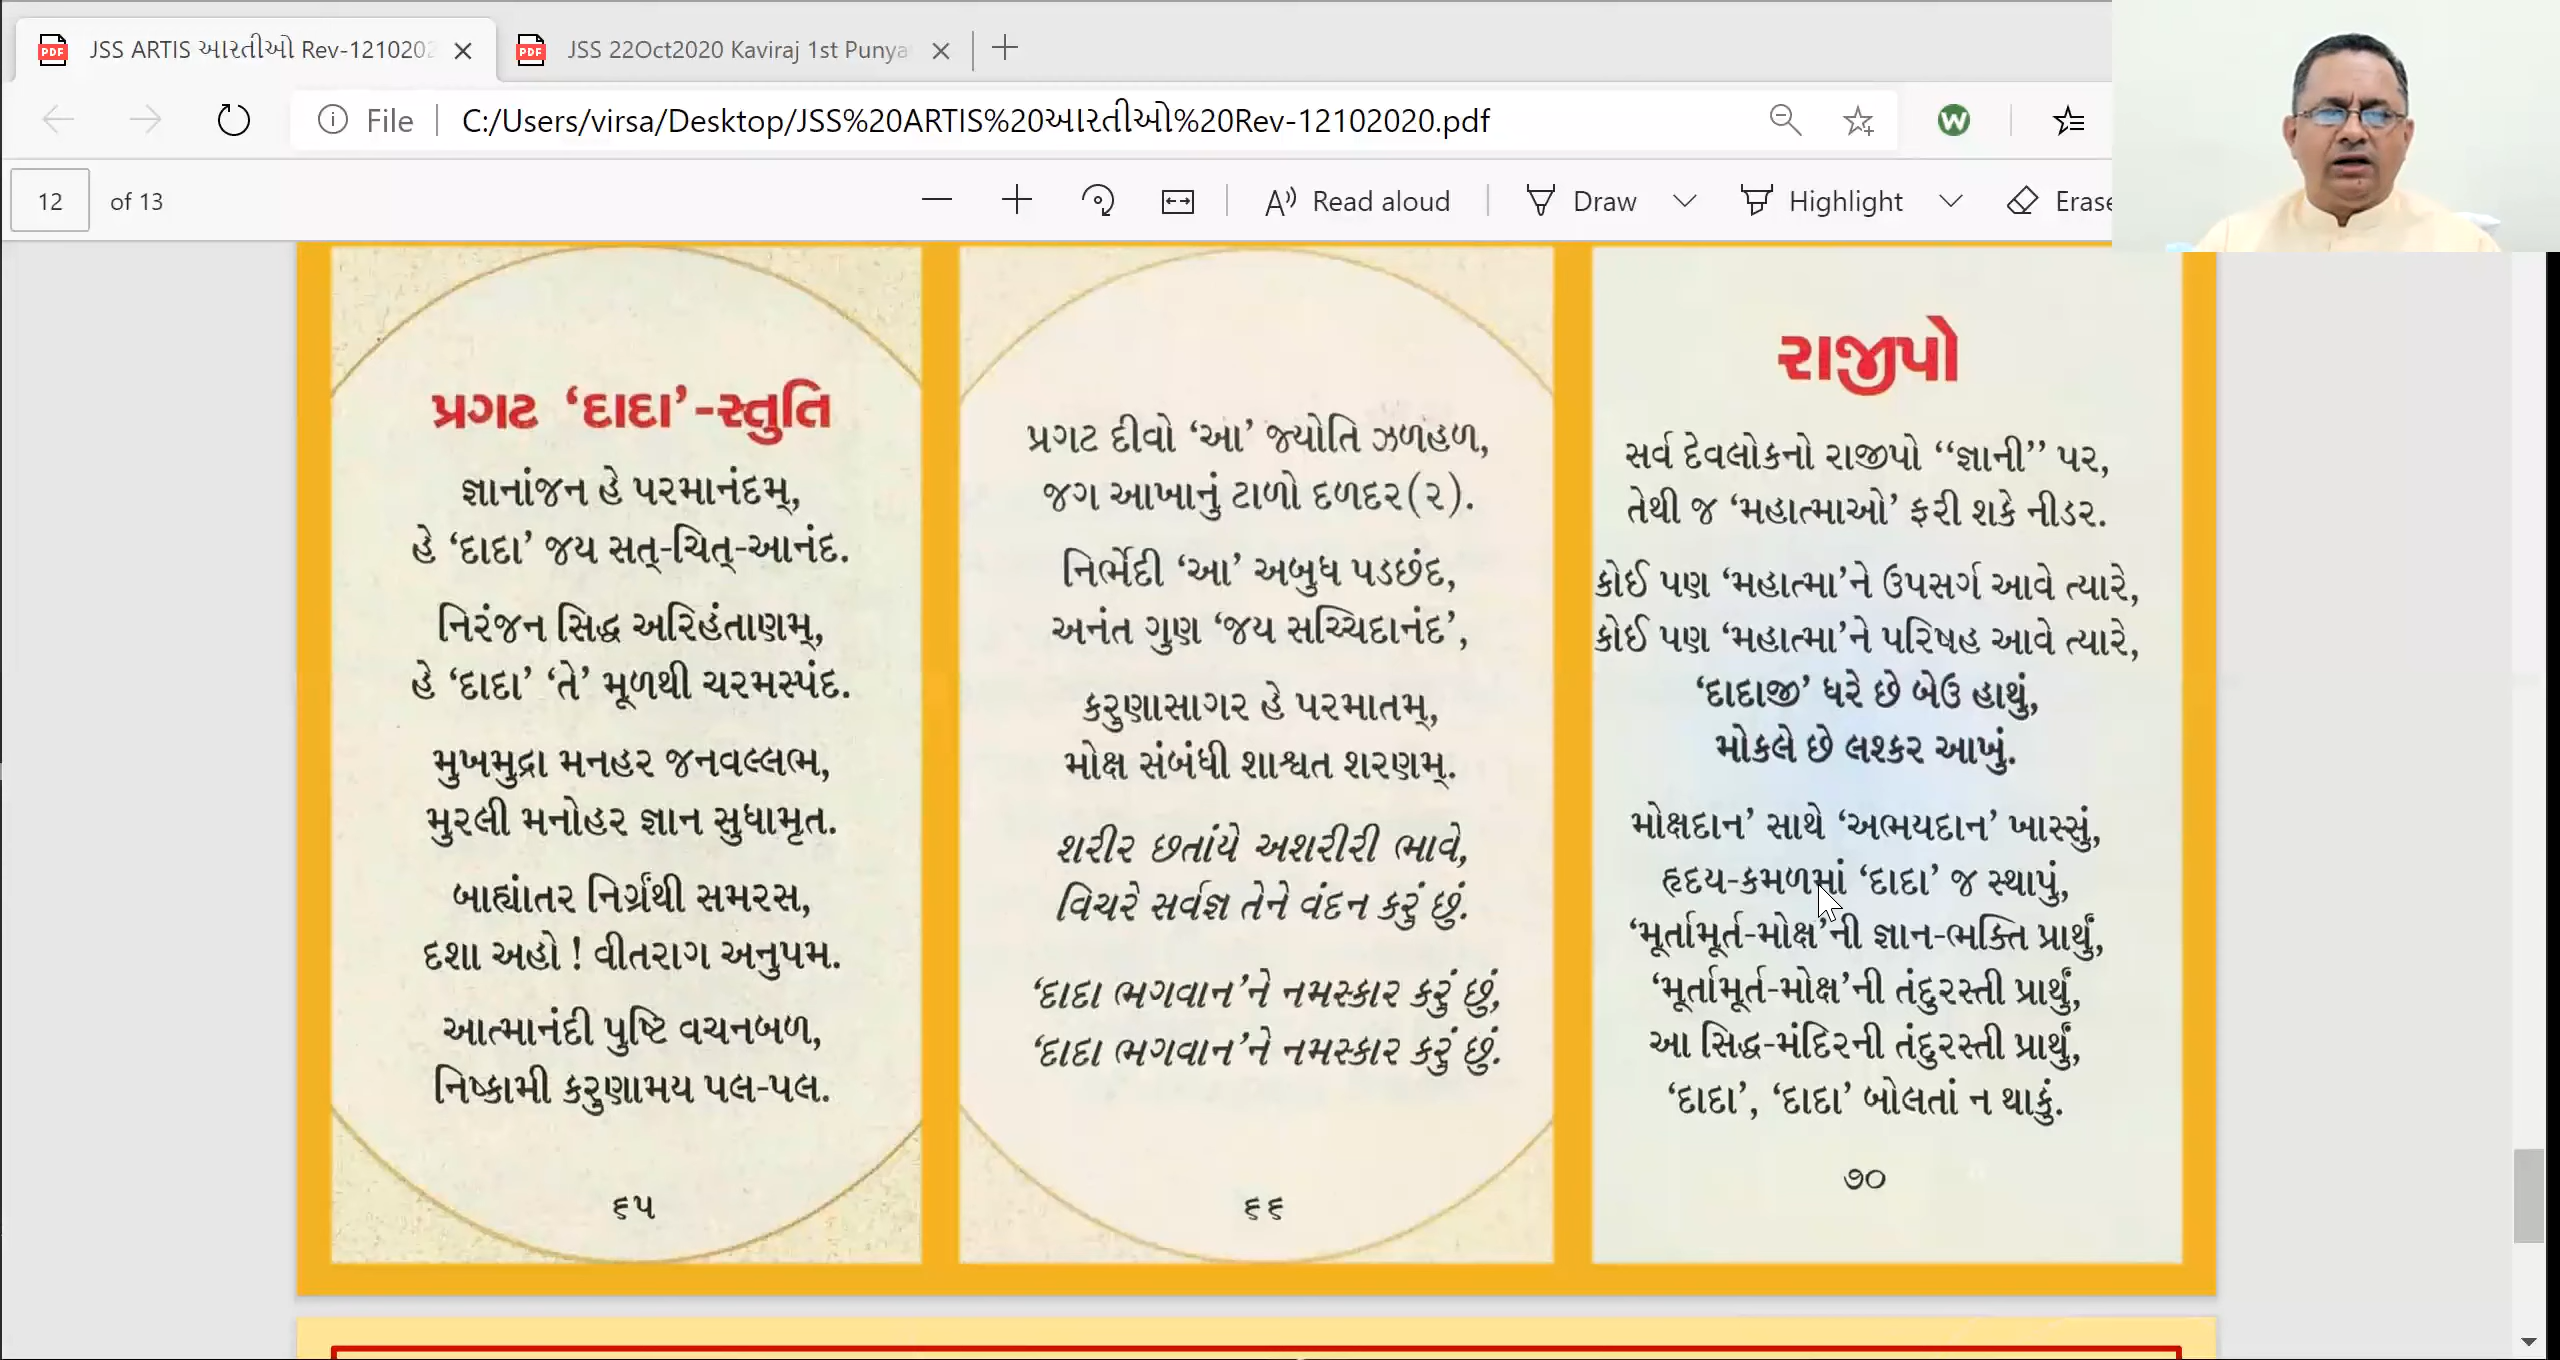 JSS ARTIS આરતીઓ Rev-1210202
JSS 22Oct2020 Kaviraj 1st Punya
File
C:/Users/virsa/Desktop/JSS%20ARTIS%20આરતીઓ%20Rev-12102020.pdf
12 of 13
Read aloud
Draw
Highlight
Erase
પ્રગટ ‘દાદા’-સ્તુતિ
જ્ઞાનાંજન હે પરમાનંદમ્,
હે ‘દાદા’ જય સત્-ચિત્-આનંદ.
નિરંજન સિદ્ધ અરિહંતાણમ્,
હે ‘દાદા’ ‘તે’ મૂળથી ચરમસ્પંદ.
મુખમુદ્રા મનહર જનવલ્લભ,
મુરલી મનોહર જ્ઞાન સુધામૃત.
બાહ્યાંતર નિર્ગ્રંથી સમરસ,
દશા અહો ! વીતરાગ અનુપમ.
આત્માનંદી પુષ્ટિ વચનબળ,
નિષ્કામી કરુણામય પલ-પલ.
૬૫
પ્રગટ દીવો ‘આ’ જ્યોતિ ઝળહળ,
જગ આખાનું ટાળો દળદર(૨).
નિર્ભેદી ‘આ’ અબુધ પડછંદ,
અનંત ગુણ ‘જય સચ્ચિદાનંદ’,
કરુણાસાગર હે પરમાતમ્,
મોક્ષ સંબંધી શાશ્વત શરણમ્.
શરીર છતાંયે અશરીરી ભાવે,
વિચરે સર્વજ્ઞ તેને વંદન કરું છું.
‘દાદા ભગવાન’ને નમસ્કાર કરું છું,
‘દાદા ભગવાન’ને નમસ્કાર કરું છું.
૬૬
રાજીપો
સર્વ દેવલોકનો રાજીપો “જ્ઞાની” પર,
તેથી જ ‘મહાત્માઓ’ ફરી શકે નીડર.
કોઈ પણ ‘મહાત્મા’ને ઉપસર્ગ આવે ત્યારે,
કોઈ પણ ‘મહાત્મા’ને પરિષહ આવે ત્યારે,
‘દાદાજી’ ધરે છે બેઉ હાથું,
મોકલે છે લશ્કર આખું.
મોક્ષદાન’ સાથે ‘અભયદાન’ ખાસ્સું,
હૃદય-કમળમાં ‘દાદા’ જ સ્થાપું,
‘મૂર્તામૂર્ત-મોક્ષ’ની જ્ઞાન-ભક્તિ પ્રાર્થું,
‘મૂર્તામૂર્ત-મોક્ષ’ની તંદુરસ્તી પ્રાર્થું,
આ સિદ્ધ-મંદિરની તંદુરસ્તી પ્રાર્થું,
‘દાદા’, ‘દાદા’ બોલતાં ન થાકું.
૭૦